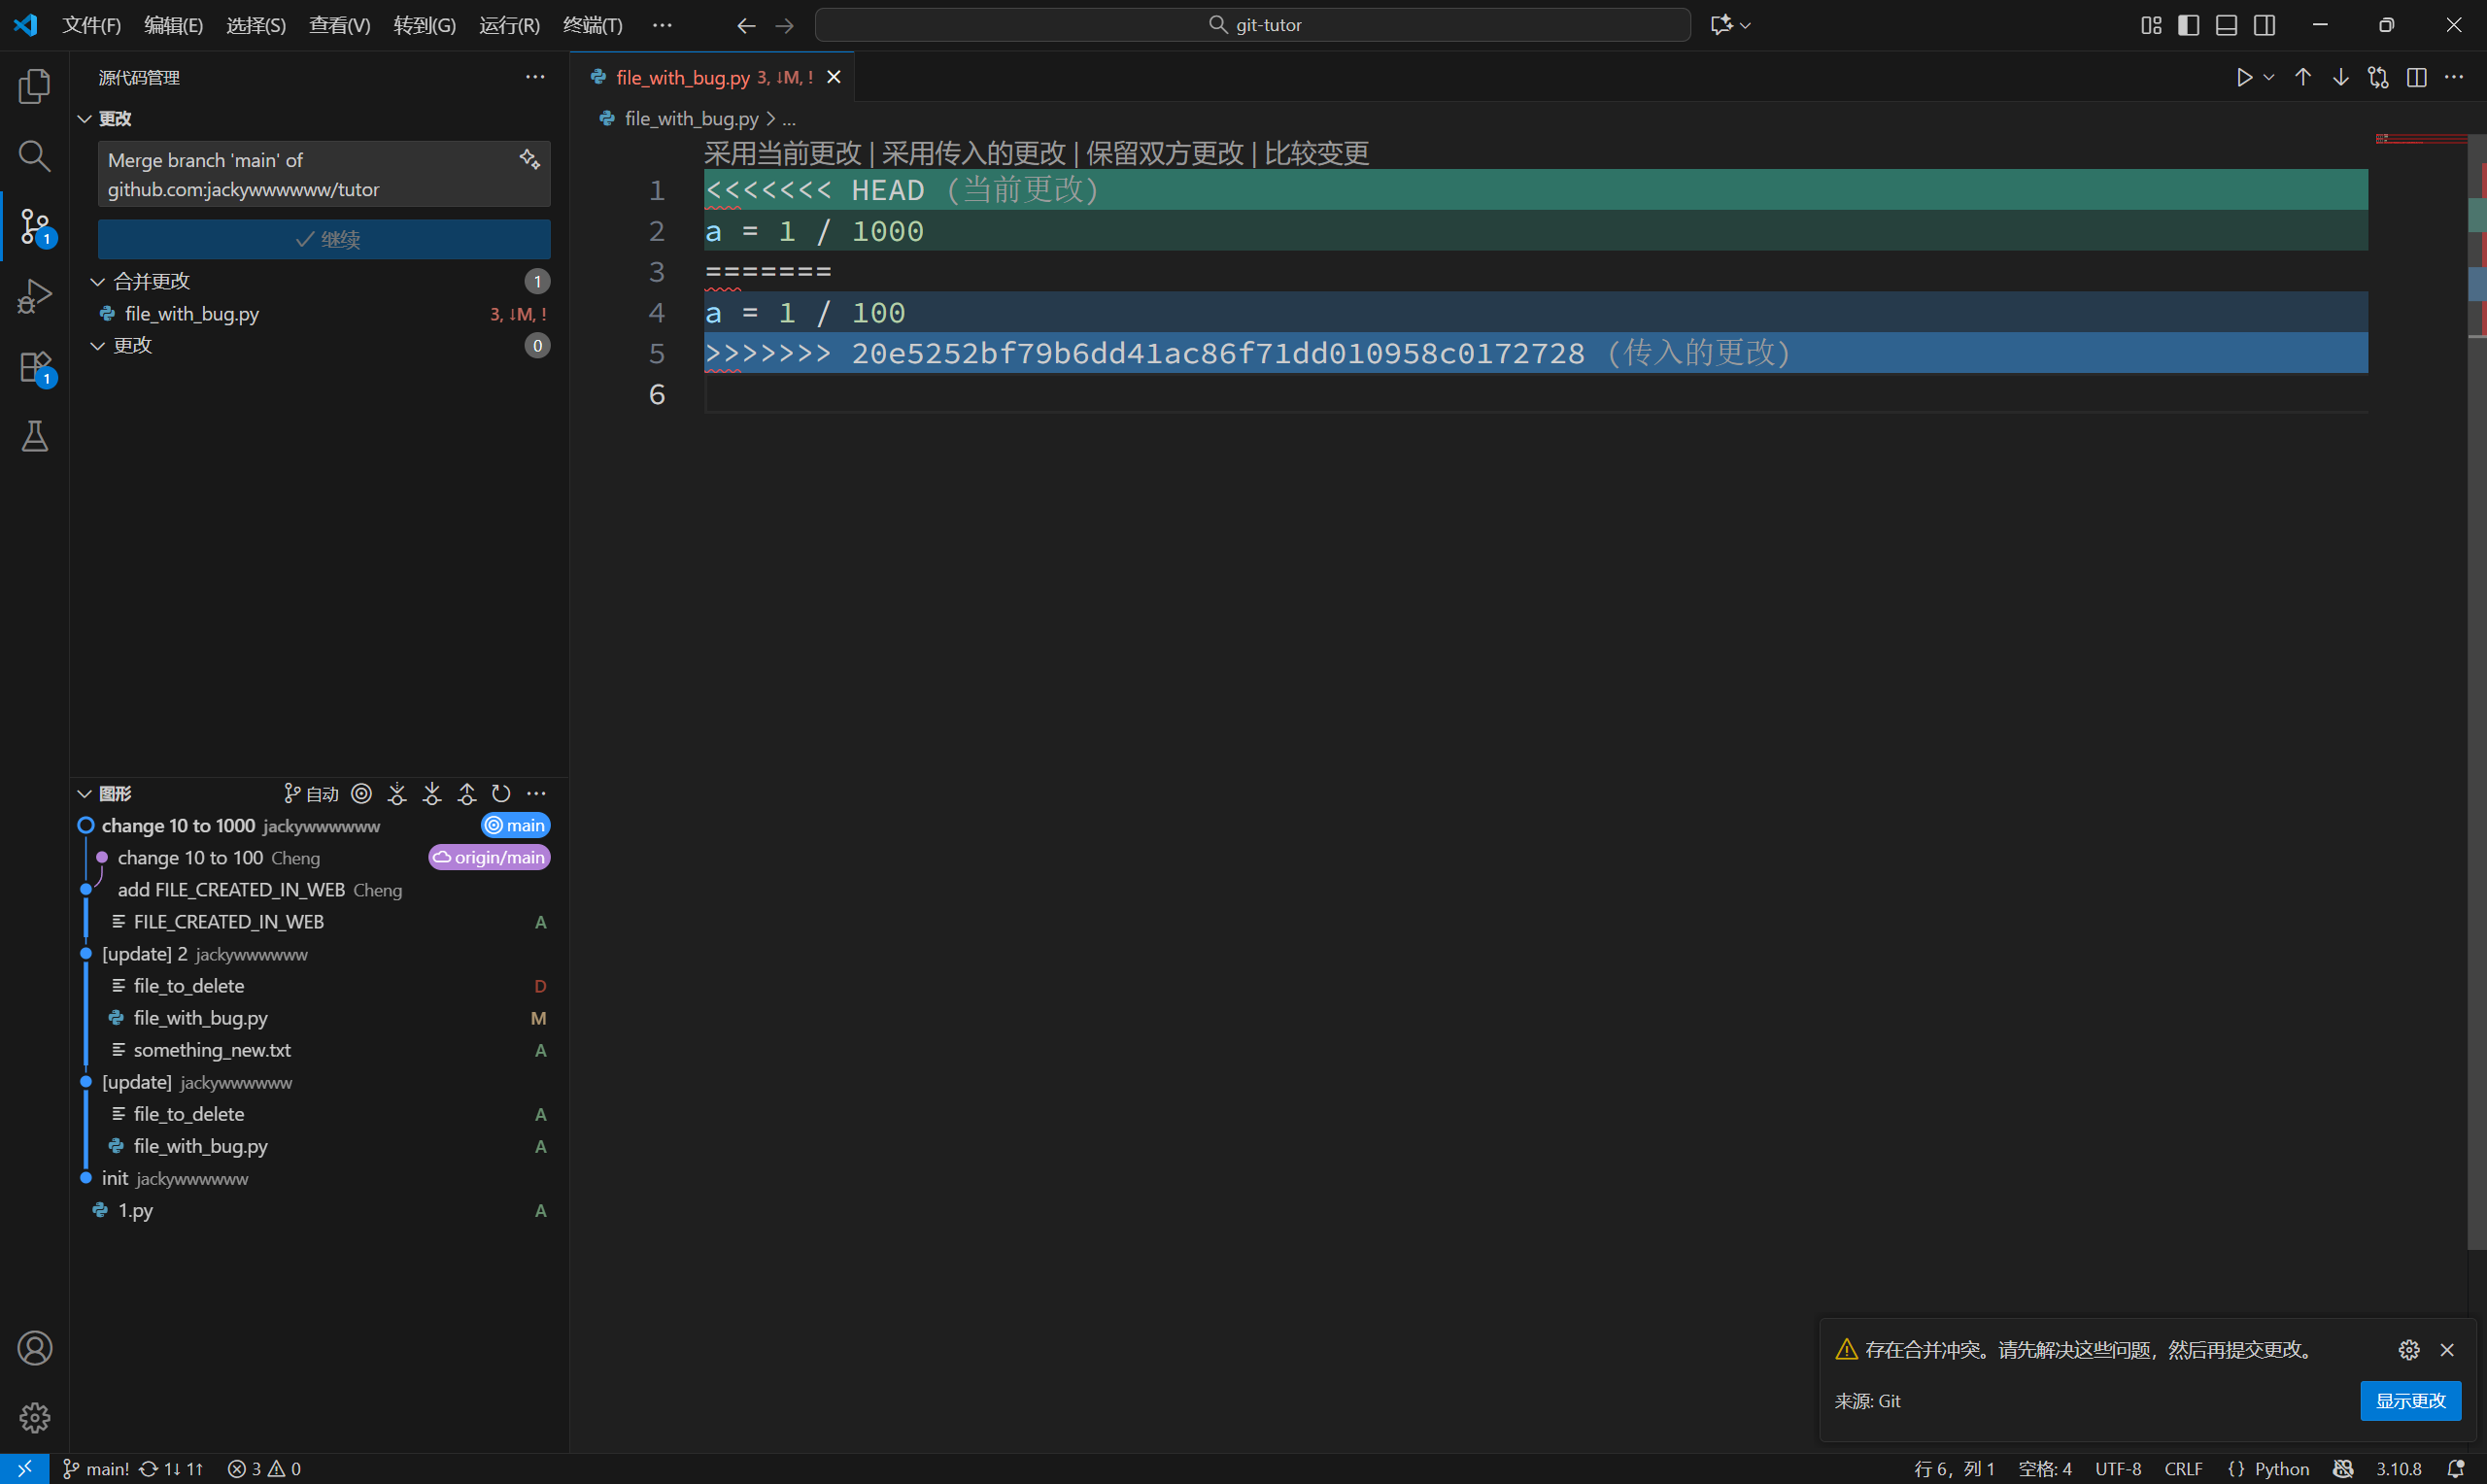 文件(F) 编辑(E) 选择(S) 查看(V) 转到(G) 运行(R) 终端(T) ··· git-tutor
源代码管理 ···
更改
Merge branch 'main' of
github.com:jackywwwwww/tutor
继续
合并更改 1
file_with_bug.py 3, ↓M, !
更改 0
1
1
file_with_bug.py 3, ↓M, !
file_with_bug.py > ...
采用当前更改 | 采用传入的更改 | 保留双方更改 | 比较变更
1 <<<<<<< HEAD (当前更改)
2 a = 1 / 1000
3 =======
4 a = 1 / 100
5 >>>>>>> 20e5252bf79b6dd41ac86f71dd010958c0172728 (传入的更改)
6
图形 自动 ···
change 10 to 1000 jackywwwwww main
change 10 to 100 Cheng origin/main
add FILE_CREATED_IN_WEB Cheng
FILE_CREATED_IN_WEB A
[update] 2 jackywwwwww
file_to_delete D
file_with_bug.py M
something_new.txt A
[update] jackywwwwww
file_to_delete A
file_with_bug.py A
init jackywwwwww
1.py A
存在合并冲突。请先解决这些问题，然后再提交更改。
来源: Git 显示更改
main! 1↓ 1↑ 3 0 行 6，列 1 空格: 4 UTF-8 CRLF {} Python 3.10.8